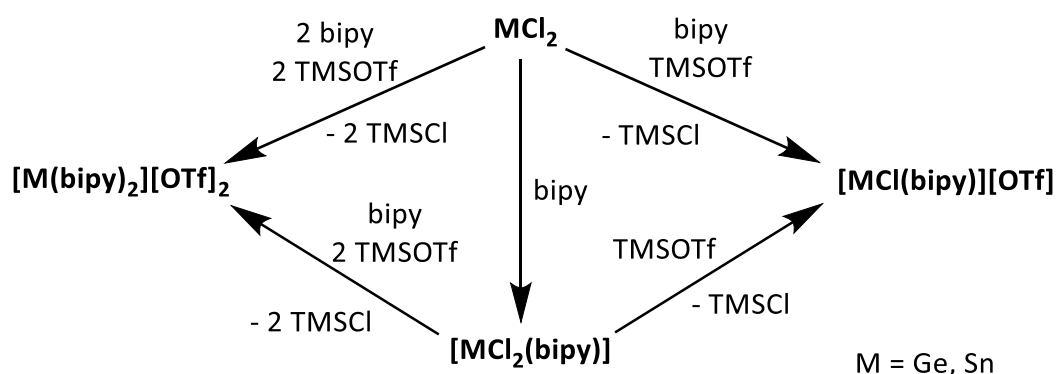 MCl₂
2 bipy
2 TMSOTf
- 2 TMSCl
bipy
TMSOTf
- TMSCl
[M(bipy)₂][OTf]₂
bipy
[MCl(bipy)][OTf]
bipy
2 TMSOTf
- 2 TMSCl
TMSOTf
- TMSCl
[MCl₂(bipy)]
M = Ge, Sn